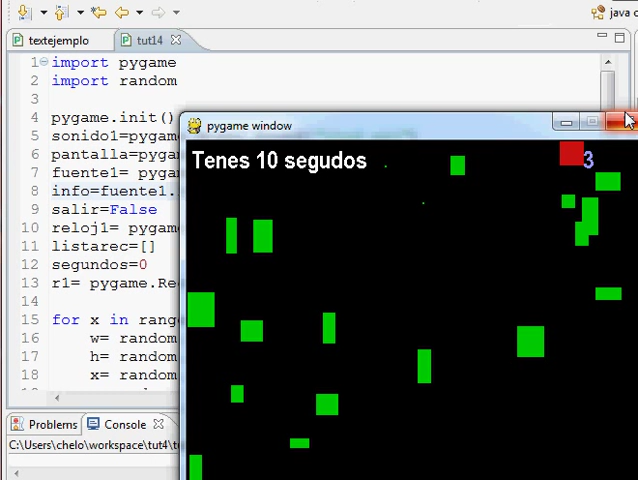 java
textejemplo
tut14
1 import pygame
2 import random
3
4 pygame.init()
5 sonido1=pygam
6 pantalla=pygam
7 fuente1= pygam
8 info=fuente1.
9 salir=False
10 reloj1= pygame
11 listarec=[]
12 segundos=0
13 r1= pygame.Rec
14
15 for x in range
16 w= random
17 h= random
18 x= random
pygame window
Tenes 10 segudos
3
Problems
Console
C:\Users\chelo\workspace\tut4\tu